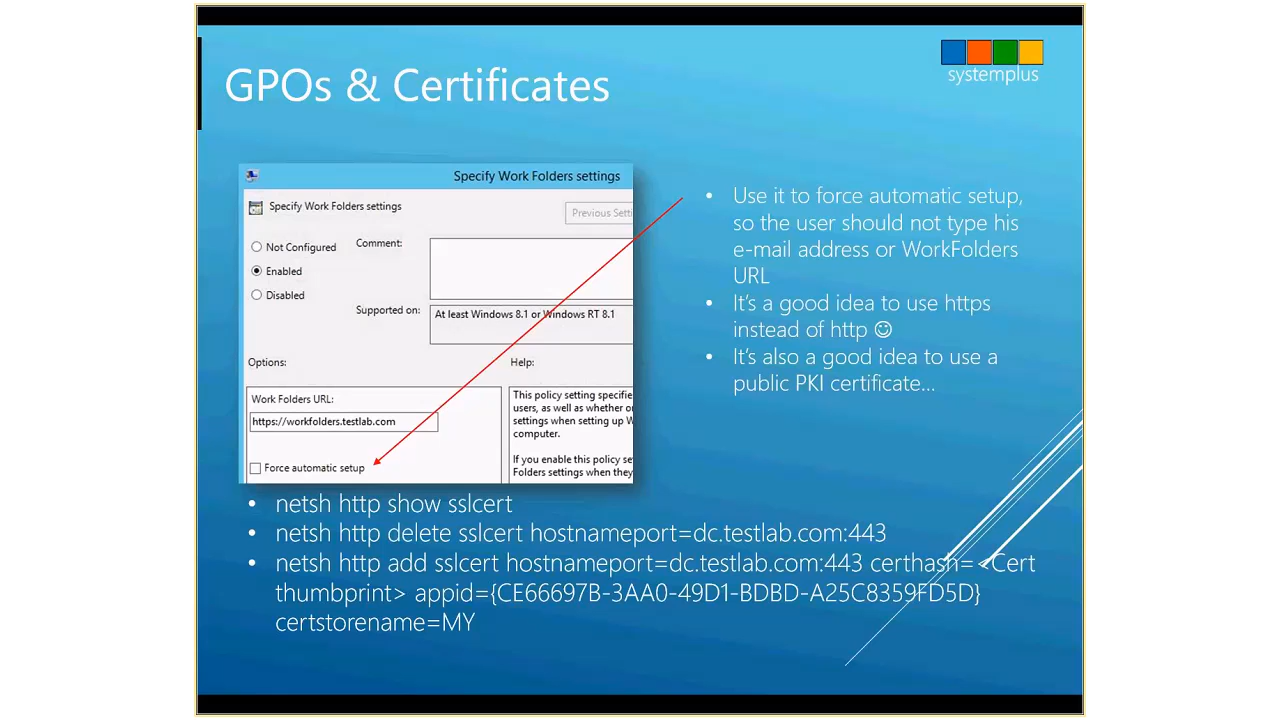 GPOs & Certificates
systemplus
Specify Work Folders settings
Specify Work Folders settings
Previous Setti
Not Configured
Comment:
Enabled
Disabled
Supported on:
At least Windows 8.1 or Windows RT 8.1
Options:
Help:
Work Folders URL:
https://workfolders.testlab.com
Force automatic setup
This policy setting specifie
users, as well as whether o
settings when setting up W
computer.
If you enable this policy se
Folders settings when they
• Use it to force automatic setup,
so the user should not type his
e-mail address or WorkFolders
URL
• It's a good idea to use https
instead of http ☺
• It's also a good idea to use a
public PKI certificate...
• netsh http show sslcert
• netsh http delete sslcert hostnameport=dc.testlab.com:443
• netsh http add sslcert hostnameport=dc.testlab.com:443 certhash= <Cert
thumbprint> appid={CE66697B-3AA0-49D1-BDBD-A25C8359FD5D}
certstorename=MY